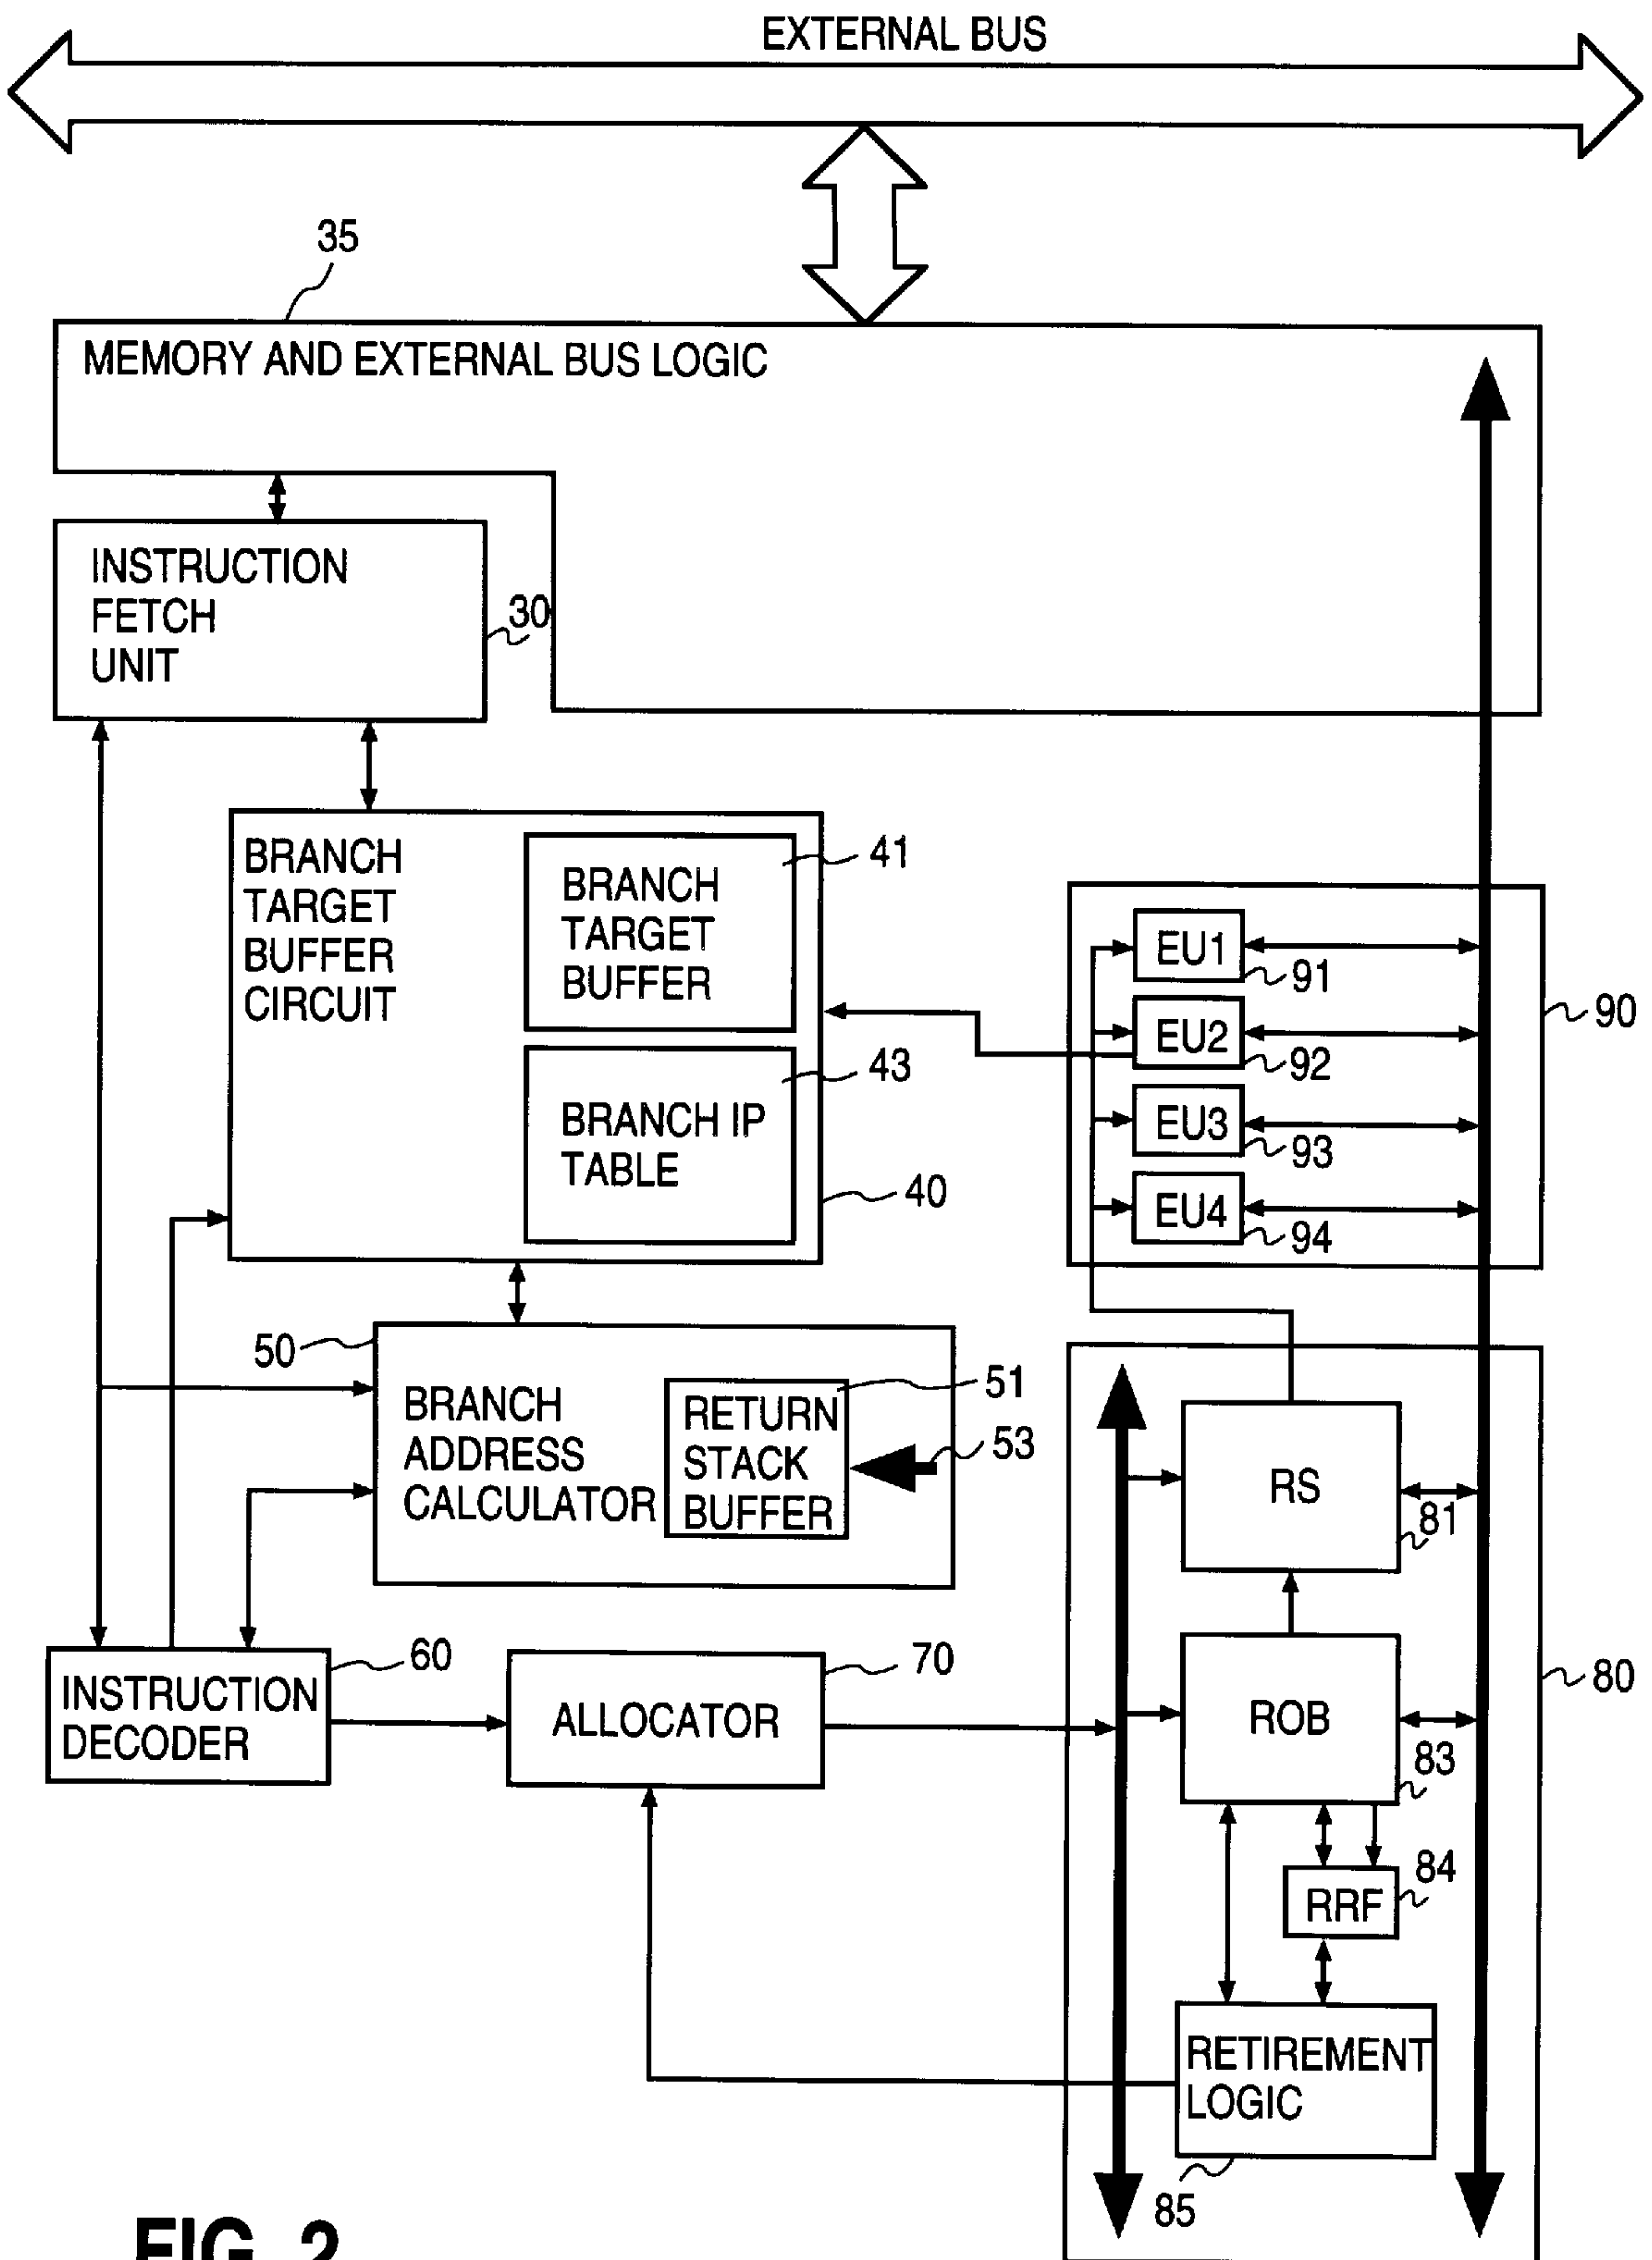 EXTERNAL BUS
35
MEMORY AND EXTERNAL BUS LOGIC
INSTRUCTION
FETCH
UNIT
30
BRANCH
TARGET
BUFFER
CIRCUIT
41
BRANCH
TARGET
BUFFER
43
BRANCH IP
TABLE
40
EU1
91
EU2
92
EU3
93
EU4
94
90
50
BRANCH
ADDRESS
CALCULATOR
51
RETURN
STACK
BUFFER
53
RS
81
60
INSTRUCTION
DECODER
70
ALLOCATOR
ROB
83
80
84
RRF
RETIREMENT
LOGIC
85
FIG. 2